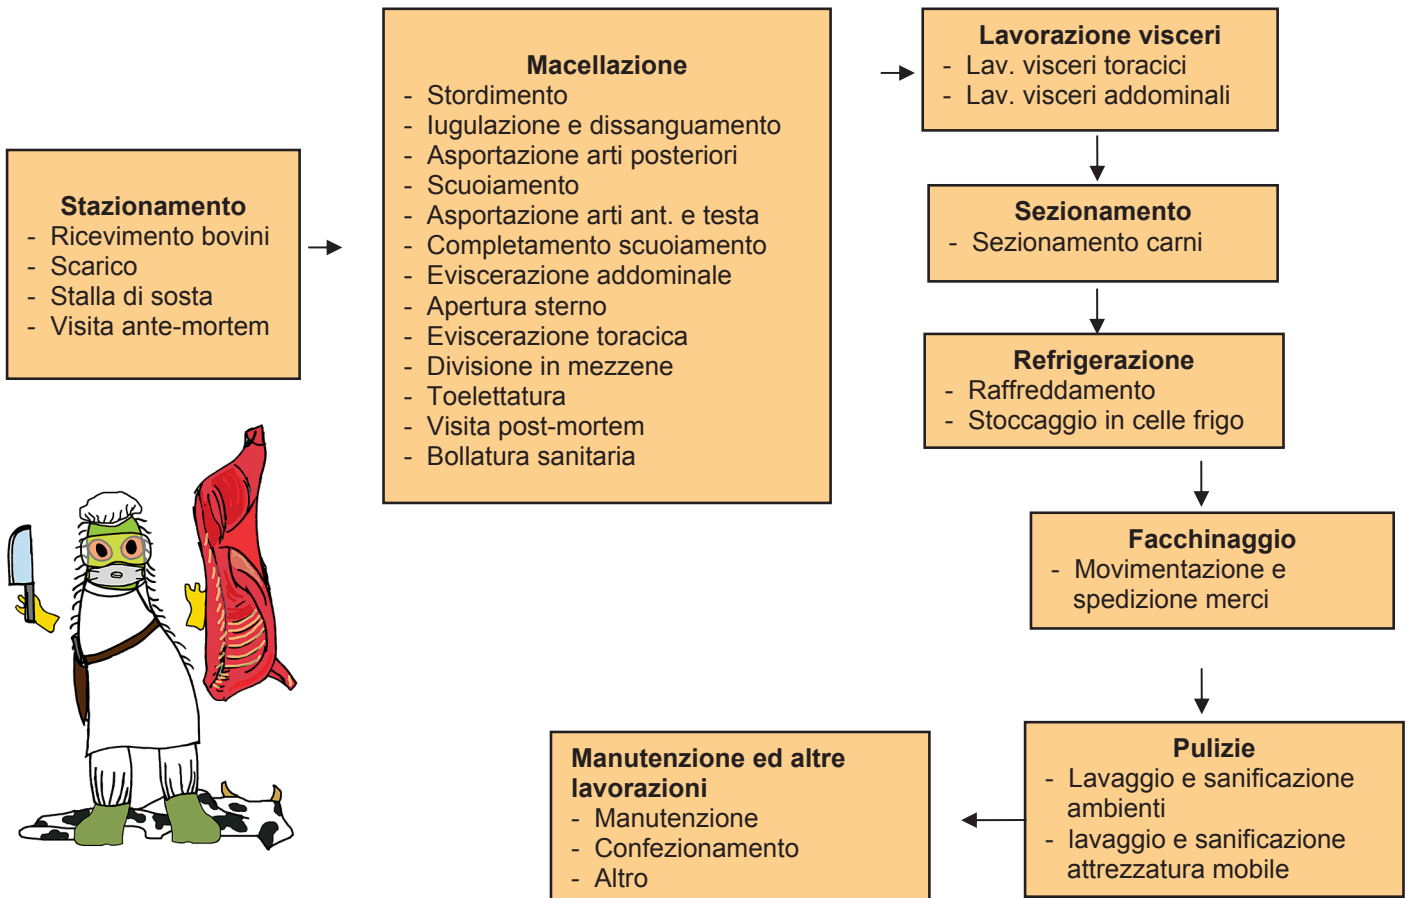 Stazionamento
- Ricevimento bovini
- Scarico
- Stalla di sosta
- Visita ante-mortem
Macellazione
- Stordimento
- Iugulazione e dissanguamento
- Asportazione arti posteriori
- Scuoiamento
- Asportazione arti ant. e testa
- Completamento scuoiamento
- Eviscerazione addominale
- Apertura sterno
- Eviscerazione toracica
- Divisione in mezzene
- Toelettatura
- Visita post-mortem
- Bollatura sanitaria
Lavorazione visceri
- Lav. visceri toracici
- Lav. visceri addominali
Sezionamento
- Sezionamento carni
Refrigerazione
- Raffreddamento
- Stoccaggio in celle frigo
Facchinaggio
- Movimentazione e
spedizione merci
Pulizie
- Lavaggio e sanificazione
ambienti
- lavaggio e sanificazione
attrezzatura mobile
Manutenzione ed altre
lavorazioni
- Manutenzione
- Confezionamento
- Altro